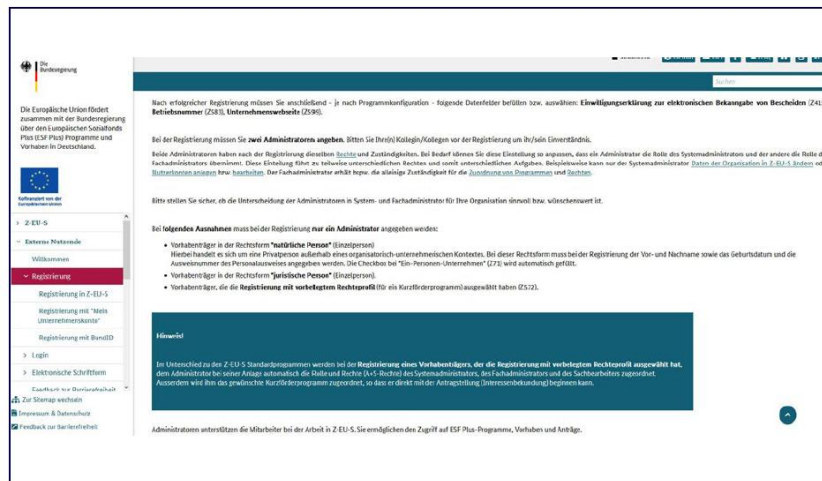 Die
Bundesregierung
Die Europäische Union fördert
zusammen mit der Bundesregierung
über den Europäischen Sozialfonds
Plus (ESF Plus) Programme und
Vorhaben in Deutschland.
Kofinanziert von der
Europäischen Union
> Z-EU-S
Externe Nutzende
Willkommen
Registrierung
Registrierung in Z-EU-S
Registrierung mit "Mein
Unternehmenskonto"
Registrierung mit BundID
> Login
> Elektronische Schriftform
Feedback zur Barrierefreiheit
Zur Sitemap wechseln
Impressum & Datenschutz
Feedback zur Barrierefreiheit
Suchen
Nach erfolgreicher Registrierung müssen Sie anschließend - je nach Programmkonfiguration - folgende Datenfelder befüllen bzw. auswählen: Einwilligungserklärung zur elektronischen Bekanngabe von Bescheiden
Betriebsnummer (Z583), Unternehmenswebseite (Z594).
Bei der Registrierung müssen Sie zwei Administratoren angeben. Bitten Sie Ihre(n) Kollegin/Kollegen vor der Registrierung um ihr/sein Einverständnis.
Beide Administratoren haben nach der Registrierung dieselben Rechte und Zuständigkeiten. Bei Bedarf können Sie diese Einstellung so anpassen, dass ein Administrator die Rolle des Systemadministrators und der andere die Rolle
Fachadministrators übernimmt. Diese Einstellung führt zu teilweise unterschiedlichen Rechten und somit unterschiedlichen Aufgaben. Beispielsweise kann nur der Systemadministrator Daten der Organisation in Z-EU-S ändern
Nutzerkonten anlegen bzw. bearbeiten. Der Fachadministrator erhält bspw. die alleinige Zuständigkeit für die Zuordnung von Programmen und Rechten.
Bitte stellen Sie sicher, ob die Unterscheidung der Administratoren in System- und Fachadministrator für Ihre Organisation sinnvoll bzw. wünschenswert ist.
Bei folgenden Ausnahmen muss bei der Registrierung nur ein Administrator angegeben werden:
• Vorhabenträger in der Rechtsform "natürliche Person" (Einzelperson)
Hierbei handelt es sich um eine Privatperson außerhalb eines organisatorisch-unternehmerischen Kontextes. Bei dieser Rechtsform muss bei der Registrierung der Vor- und Nachname sowie das Geburtsdatum und die
Ausweisnummer des Personalausweises angegeben werden. Die Checkbox bei "Ein-Personen-Unternehmen" (Z71) wird automatisch gefüllt.
• Vorhabenträger in der Rechtsform "juristische Person" (Einzelperson).
• Vorhabenträger, die die Registrierung mit vorbelegtem Rechteprofil (für ein Kurzförderprogramm) ausgewählt haben (Z572).
Hinweis!
Im Unterschied zu den Z-EU-S Standardprogrammen werden bei der Registrierung eines Vorhabenträgers, der die Registrierung mit vorbelegtem Rechteprofil ausgewählt hat,
dem Administrator bei seiner Anlage automatisch die Rolle und Rechte (A+S-Rechte) des Systemadministrators, des Fachadministrators und des Sachbearbeiters zugeordnet.
Ausserdem wird ihm das gewünschte Kurzförderprogramm zugeordnet, so dass er direkt mit der Antragstellung (Interessenbekundung) beginnen kann.
Administratoren unterstützen die Mitarbeiter bei der Arbeit in Z-EU-S. Sie ermöglichen den Zugriff auf ESF Plus-Programme, Vorhaben und Anträge.